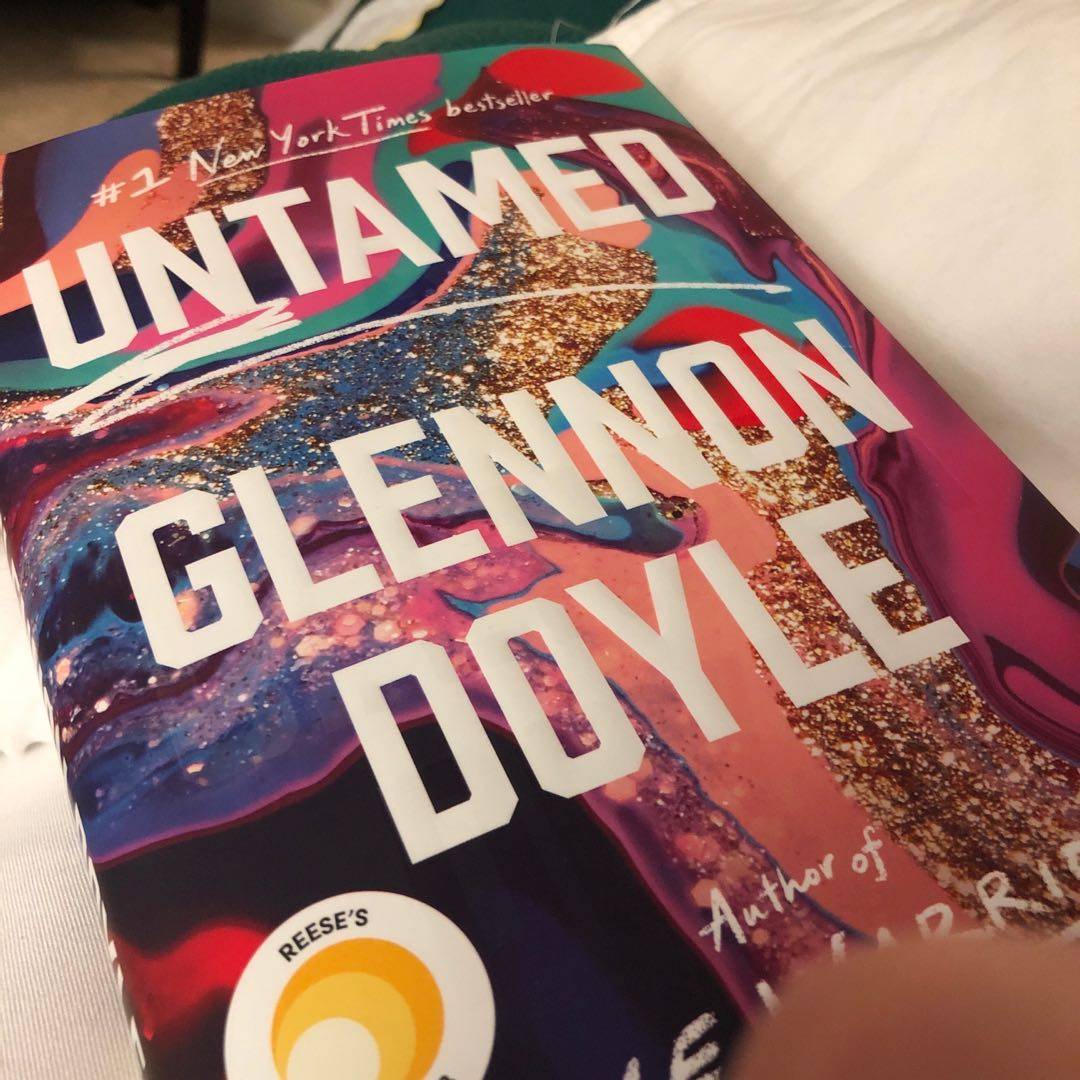 #1 New York Times bestseller
UNTAMED
GLENNON
DOYLE
Author of
REESE'S